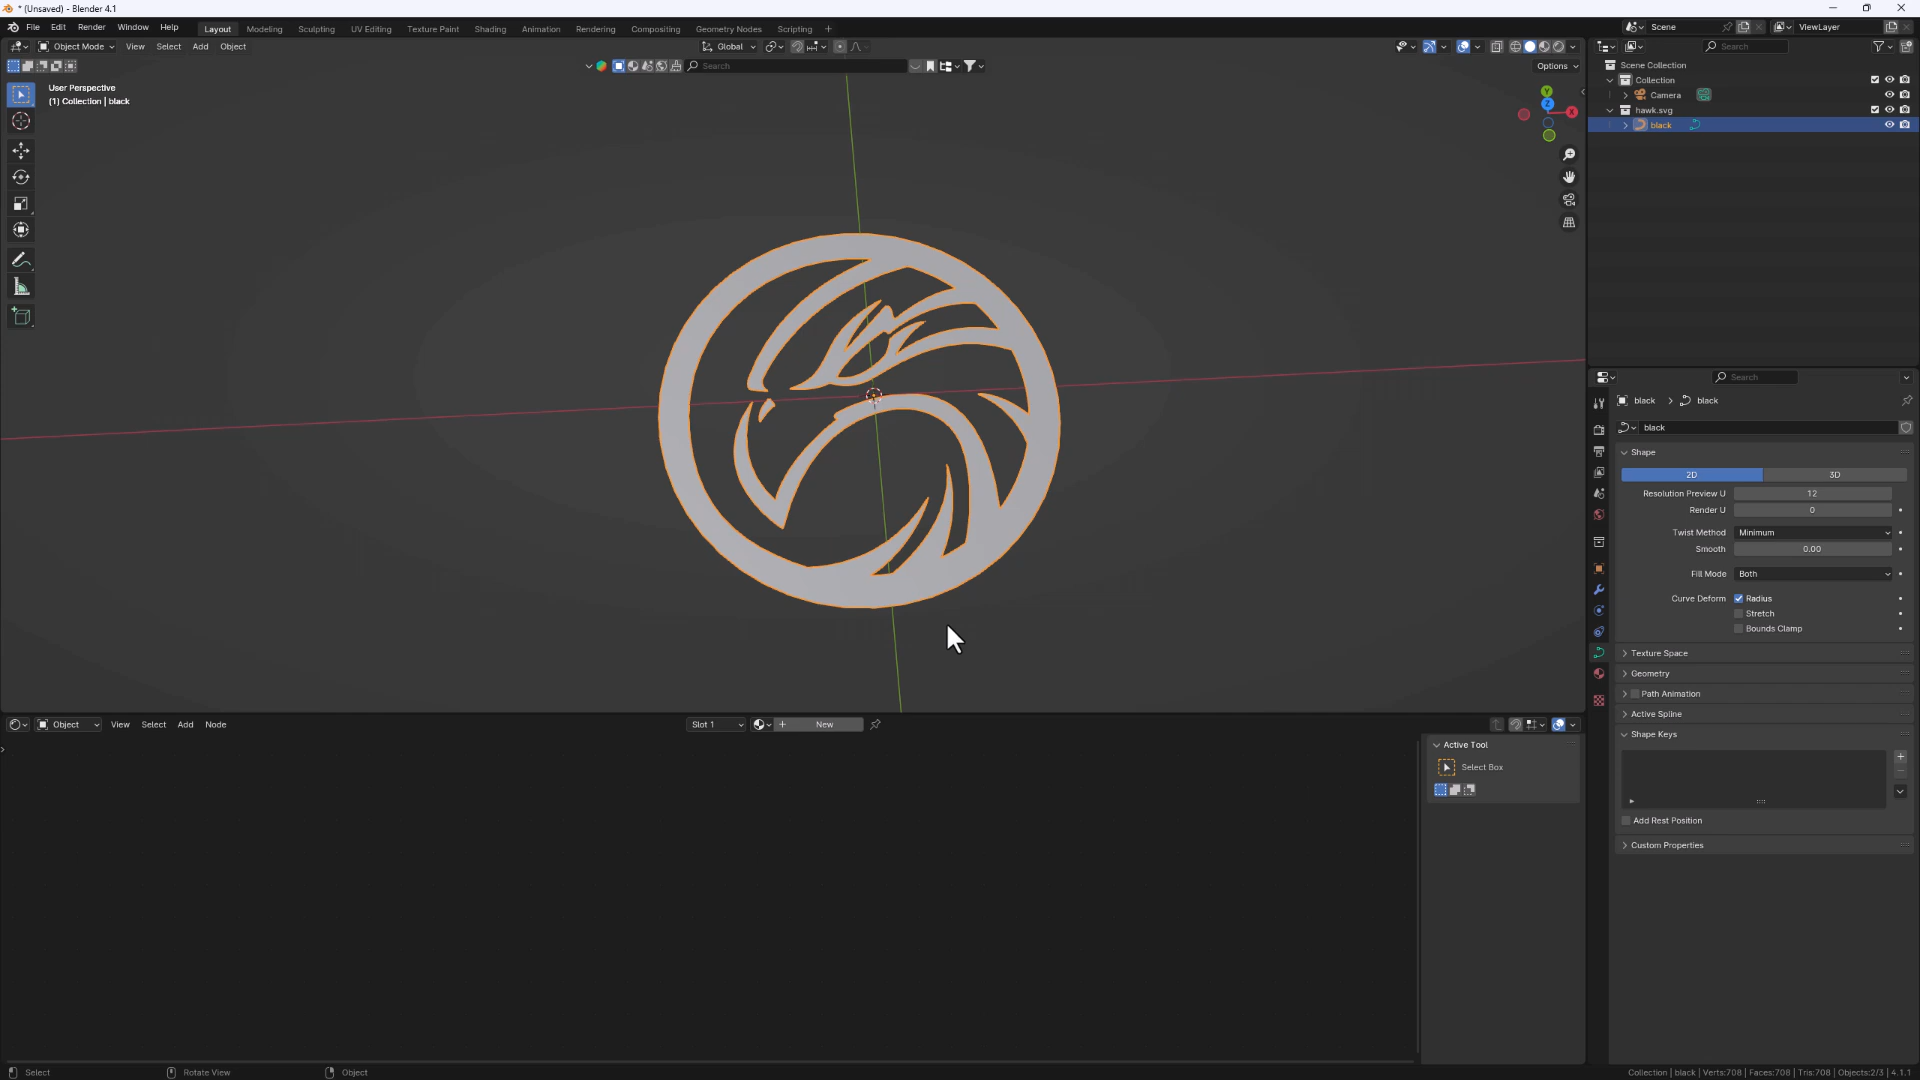 * (Unsaved) - Blender 4.1
File Edit Render Window Help Layout Modeling Sculpting UV Editing Texture Paint Shading Animation Rendering Compositing Geometry Nodes Scripting + Scene ViewLayer
Object Mode View Select Add Object Global Search
Search Options
User Perspective
(1) Collection | black
Y
Z
X
Scene Collection
Collection
Camera
hawk.svg
black
Search
black > black
black
Shape
2D 3D
Resolution Preview U 12
Render U 0
Twist Method Minimum
Smooth 0.00
Fill Mode Both
Curve Deform Radius
Stretch
Bounds Clamp
Texture Space
Geometry
Path Animation
Active Spline
Shape Keys
Add Rest Position
Custom Properties
Object View Select Add Node Slot 1 + New
Active Tool
Select Box
Select Rotate View Object Collection | black | Verts:708 | Faces:708 | Tris:708 | Objects:2/3 | 4.1.1